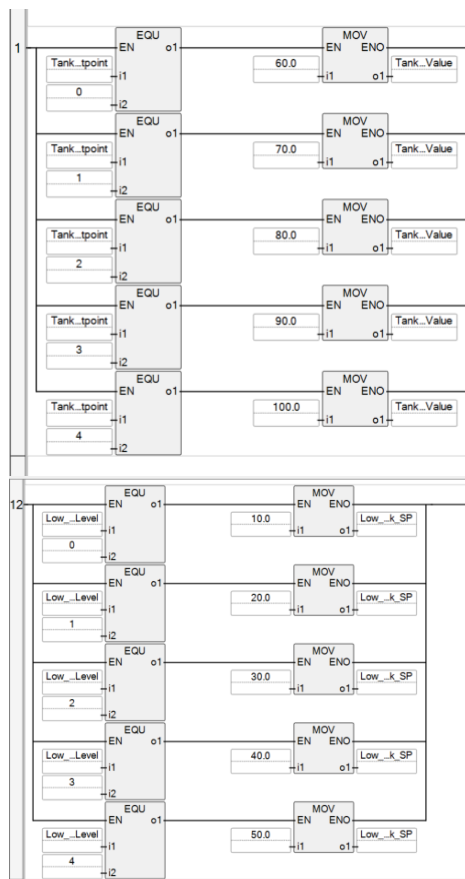 1
EQU
EN o1
Tank...tpoint
i1
0
i2
MOV
EN ENO
60.0
i1 o1
Tank...Value
EQU
EN o1
Tank...tpoint
i1
1
i2
MOV
EN ENO
70.0
i1 o1
Tank...Value
EQU
EN o1
Tank...tpoint
i1
2
i2
MOV
EN ENO
80.0
i1 o1
Tank...Value
EQU
EN o1
Tank...tpoint
i1
3
i2
MOV
EN ENO
90.0
i1 o1
Tank...Value
EQU
EN o1
Tank...tpoint
i1
4
i2
MOV
EN ENO
100.0
i1 o1
Tank...Value
12
EQU
EN o1
Low_...Level
i1
0
i2
MOV
EN ENO
10.0
i1 o1
Low_...k_SP
EQU
EN o1
Low_...Level
i1
1
i2
MOV
EN ENO
20.0
i1 o1
Low_...k_SP
EQU
EN o1
Low_...Level
i1
2
i2
MOV
EN ENO
30.0
i1 o1
Low_...k_SP
EQU
EN o1
Low_...Level
i1
3
i2
MOV
EN ENO
40.0
i1 o1
Low_...k_SP
EQU
EN o1
Low_...Level
i1
4
i2
MOV
EN ENO
50.0
i1 o1
Low_...k_SP